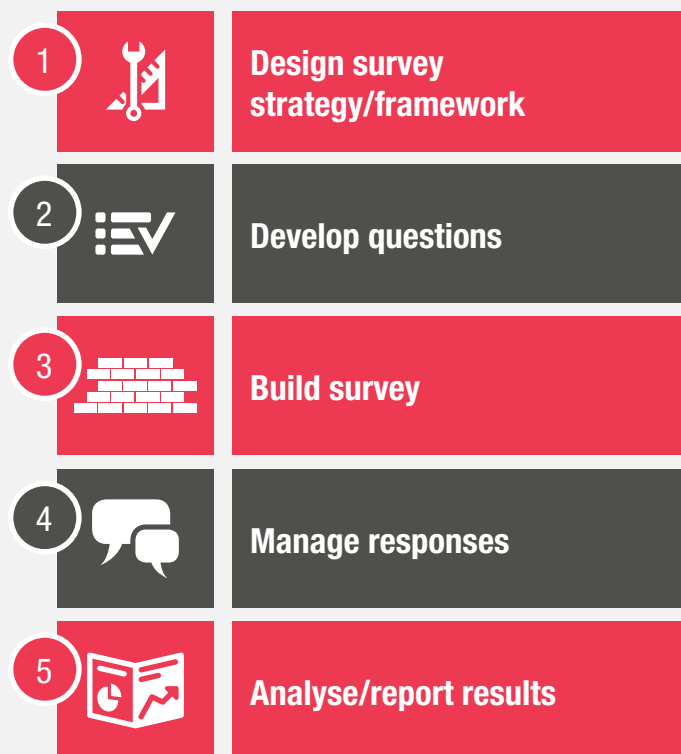 1
Design survey
strategy/framework
2
Develop questions
3
Build survey
4
Manage responses
5
Analyse/report results